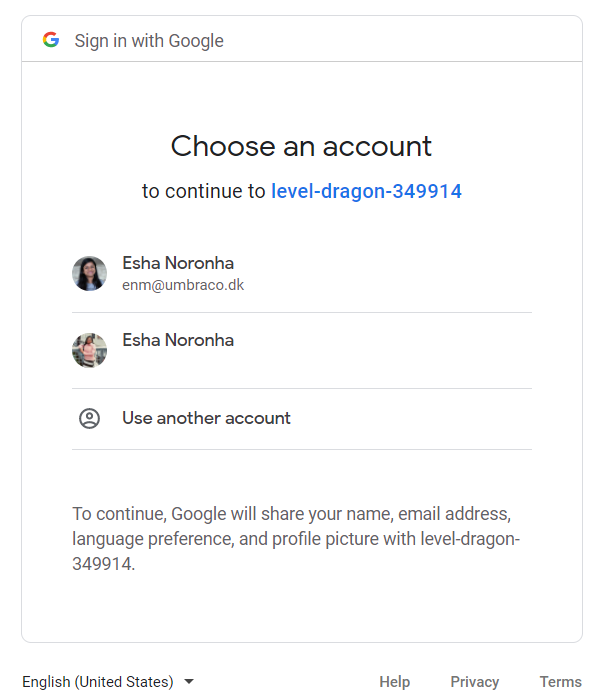 Sign in with Google
Choose an account
to continue to level-dragon-349914
Esha Noronha
enm@umbraco.dk
Esha Noronha
Use another account
To continue, Google will share your name, email address,
language preference, and profile picture with level-dragon-
349914.
English (United States) Help Privacy Terms